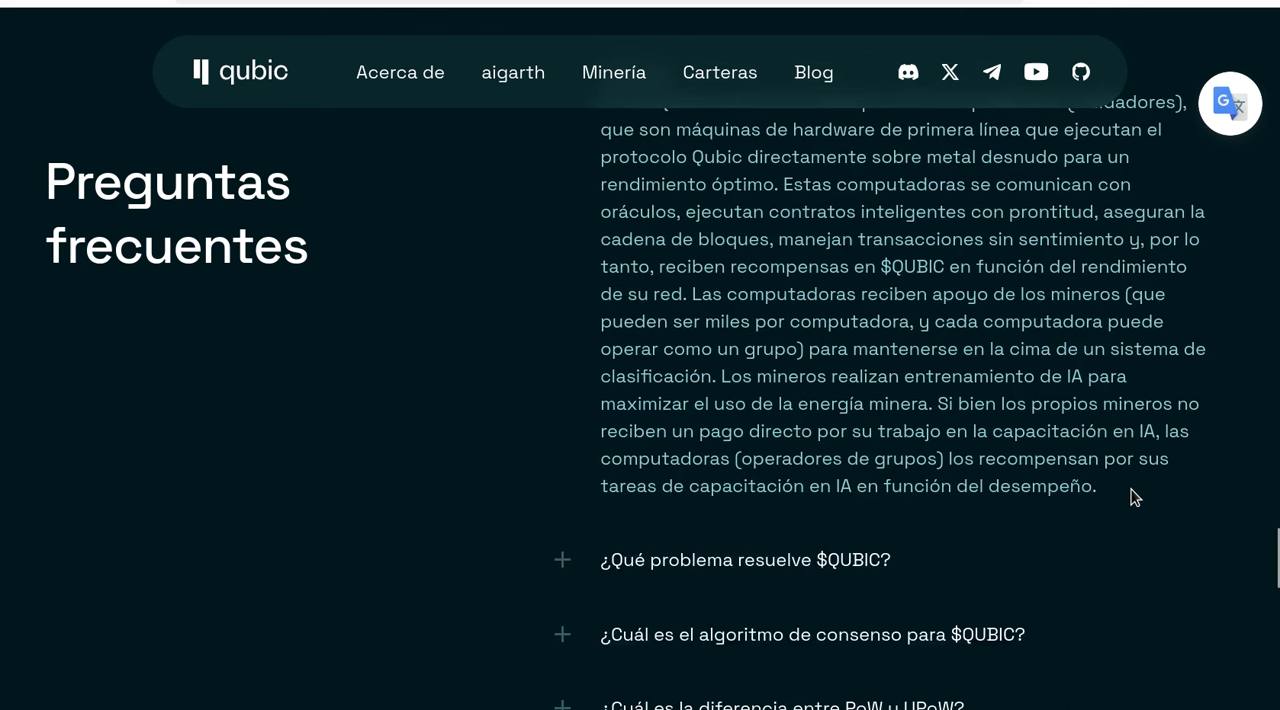 qubic
Acerca de
aigarth
Minería
Carteras
Blog
Preguntas
frecuentes
que son máquinas de hardware de primera línea que ejecutan el
protocolo Qubic directamente sobre metal desnudo para un
rendimiento óptimo. Estas computadoras se comunican con
oráculos, ejecutan contratos inteligentes con prontitud, aseguran la
cadena de bloques, manejan transacciones sin sentimiento y, por lo
tanto, reciben recompensas en $QUBIC en función del rendimiento
de su red. Las computadoras reciben apoyo de los mineros (que
pueden ser miles por computadora, y cada computadora puede
operar como un grupo) para mantenerse en la cima de un sistema de
clasificación. Los mineros realizan entrenamiento de IA para
maximizar el uso de la energía minera. Si bien los propios mineros no
reciben un pago directo por su trabajo en la capacitación en IA, las
computadoras (operadores de grupos) los recompensan por sus
tareas de capacitación en IA en función del desempeño.
¿Qué problema resuelve $QUBIC?
¿Cuál es el algoritmo de consenso para $QUBIC?
¿Cuál es la diferencia entre PoW y UPoW?